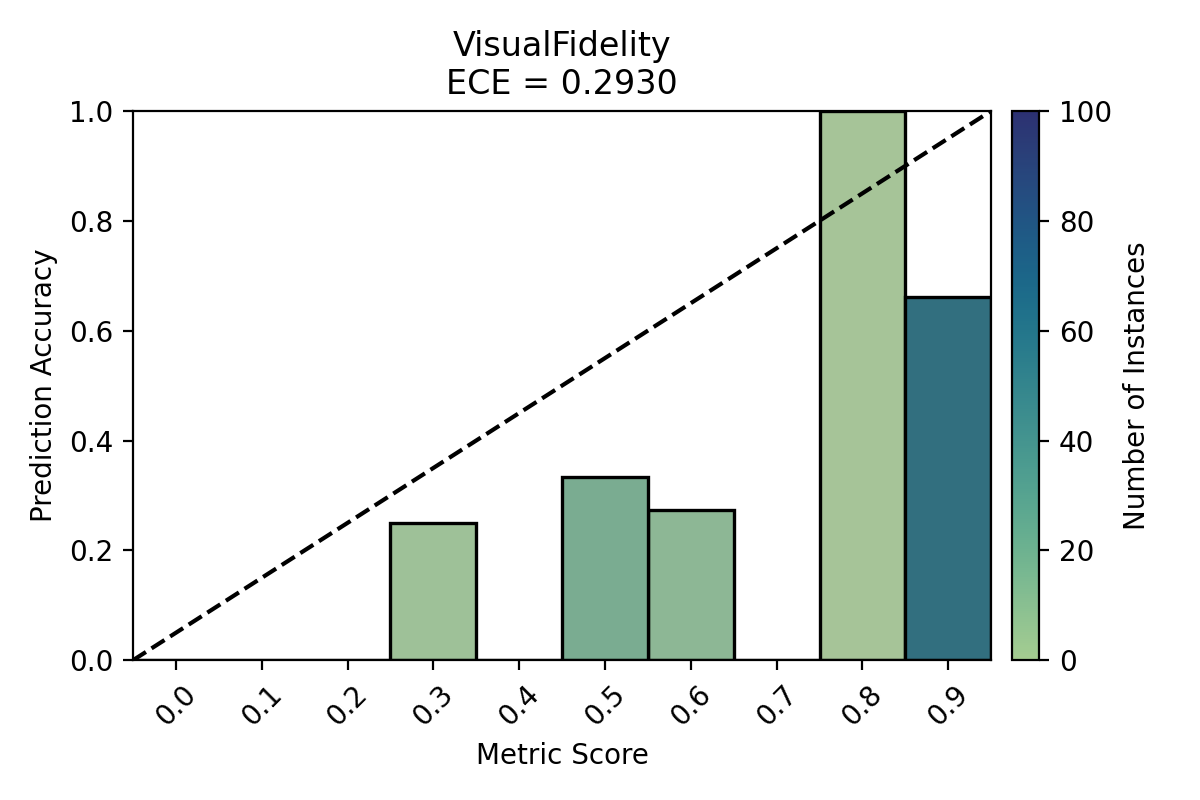 VisualFidelity
ECE = 0.2930
Prediction Accuracy
1.0
0.8
0.6
0.4
0.2
0.0
0.0 0.1 0.2 0.3 0.4 0.5 0.6 0.7 0.8 0.9
Metric Score
100
80
60
40
20
0
Number of Instances